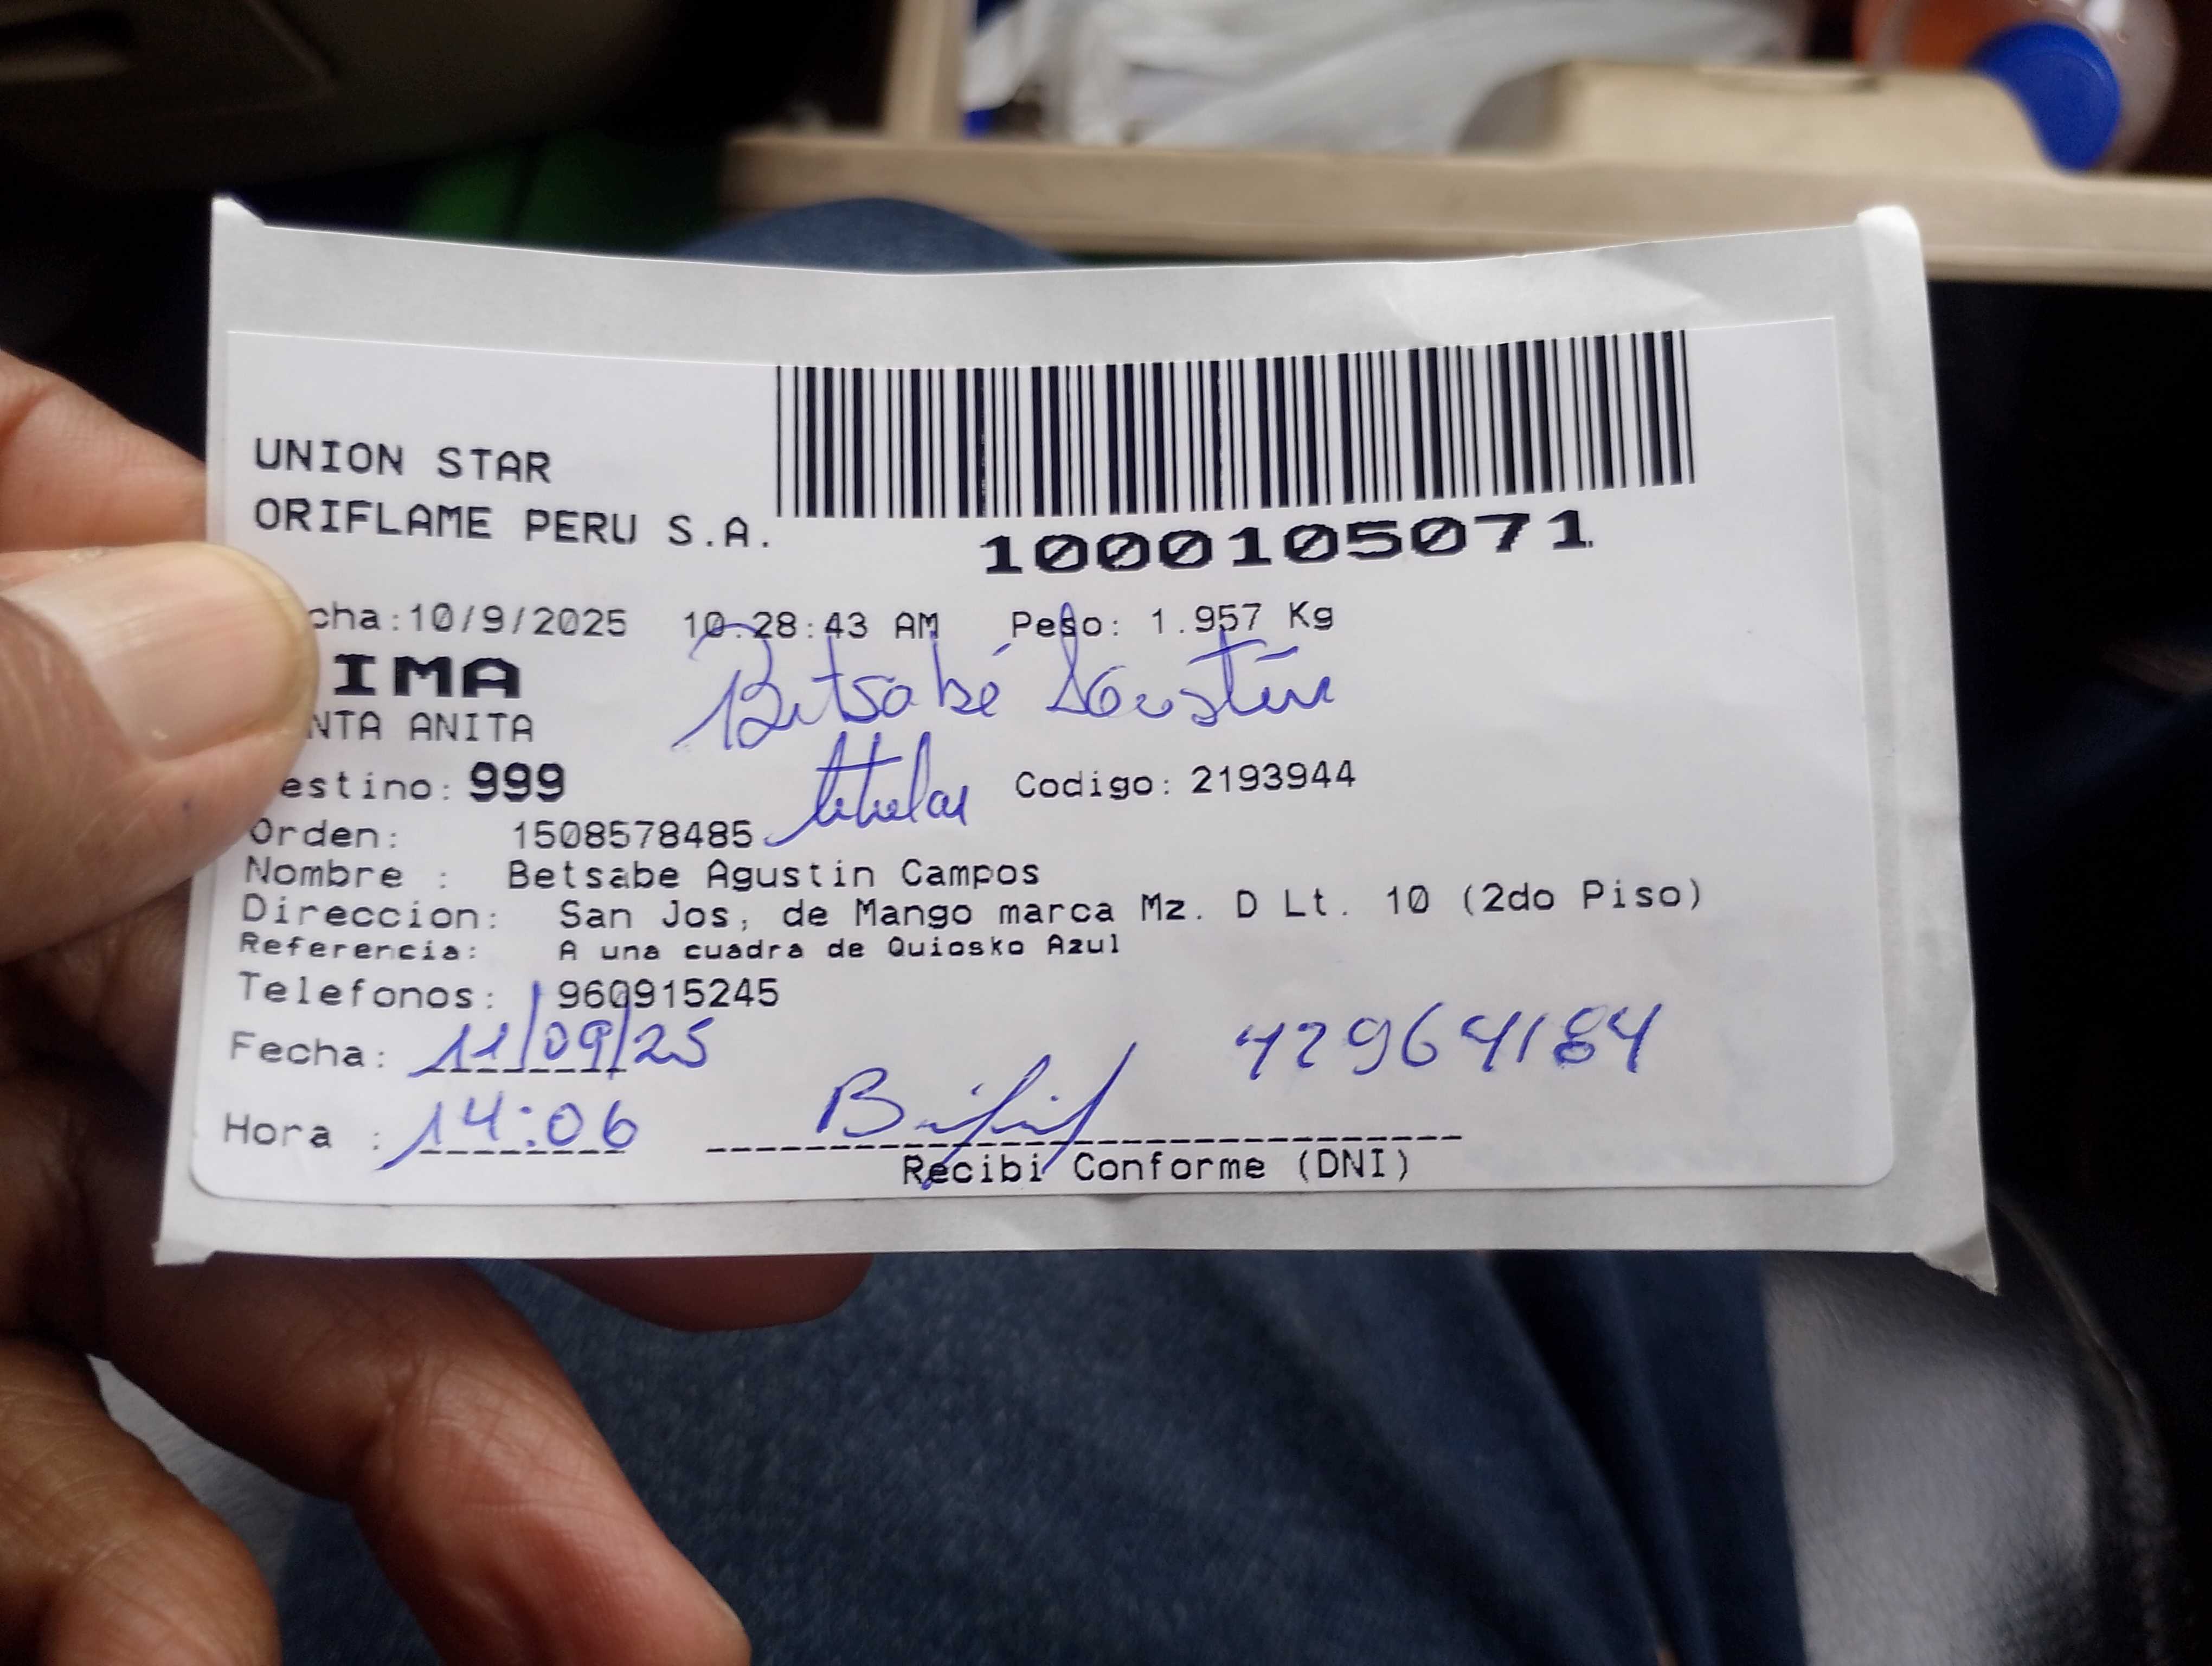 UNION STAR
ORIFLAME PERU S.A.
1000105071
cha:10/9/2025 10:28:43 AM Peso: 1.957 Kg
IMA
Betsabé Agustín
NTA ANITA
titular
estino: 999 Codigo: 2193944
Orden: 1508578485
Nombre : Betsabe Agustin Campos
Direccion: San Jos, de Mango marca Mz. D Lt. 10 (2do Piso)
Referencia: A una cuadra de Quiosko Azul
Telefonos: 960915245
Fecha: 11/09/25
Hora : 14:06
Recibi Conforme (DNI)